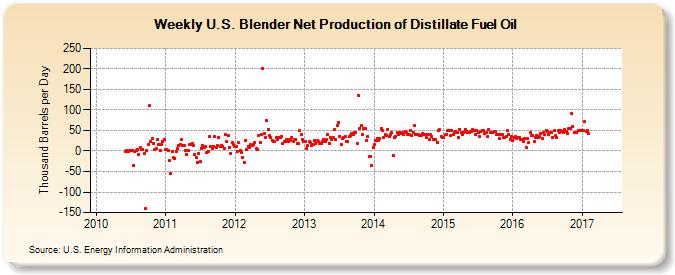 Weekly U.S. Blender Net Production of Distillate Fuel Oil
Thousand Barrels per Day
250
200
150
100
50
0
-50
-100
-150
2010 2011 2012 2013 2014 2015 2016 2017
Source: U.S. Energy Information Administration